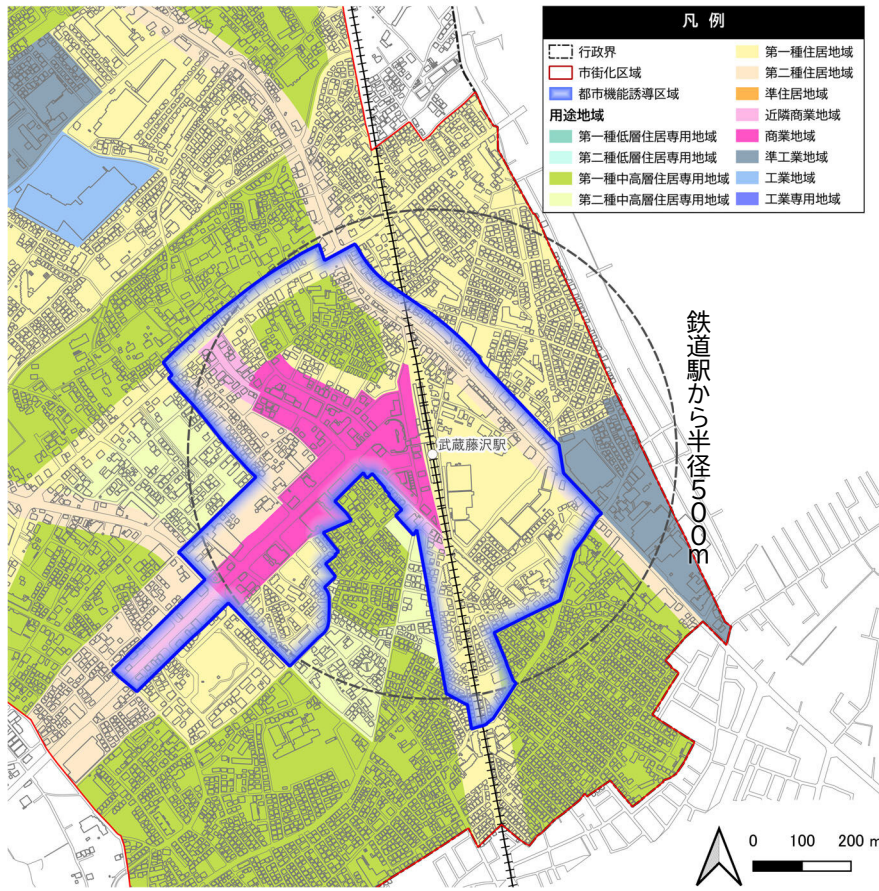 凡 例
行政界
市街化区域
都市機能誘導区域
用途地域
第一種低層住居専用地域
第二種低層住居専用地域
第一種中高層住居専用地域
第二種中高層住居専用地域
第一種住居地域
第二種住居地域
準住居地域
近隣商業地域
商業地域
準工業地域
工業地域
工業専用地域
鉄道駅から半径500m
武蔵藤沢駅
0 100 200 m